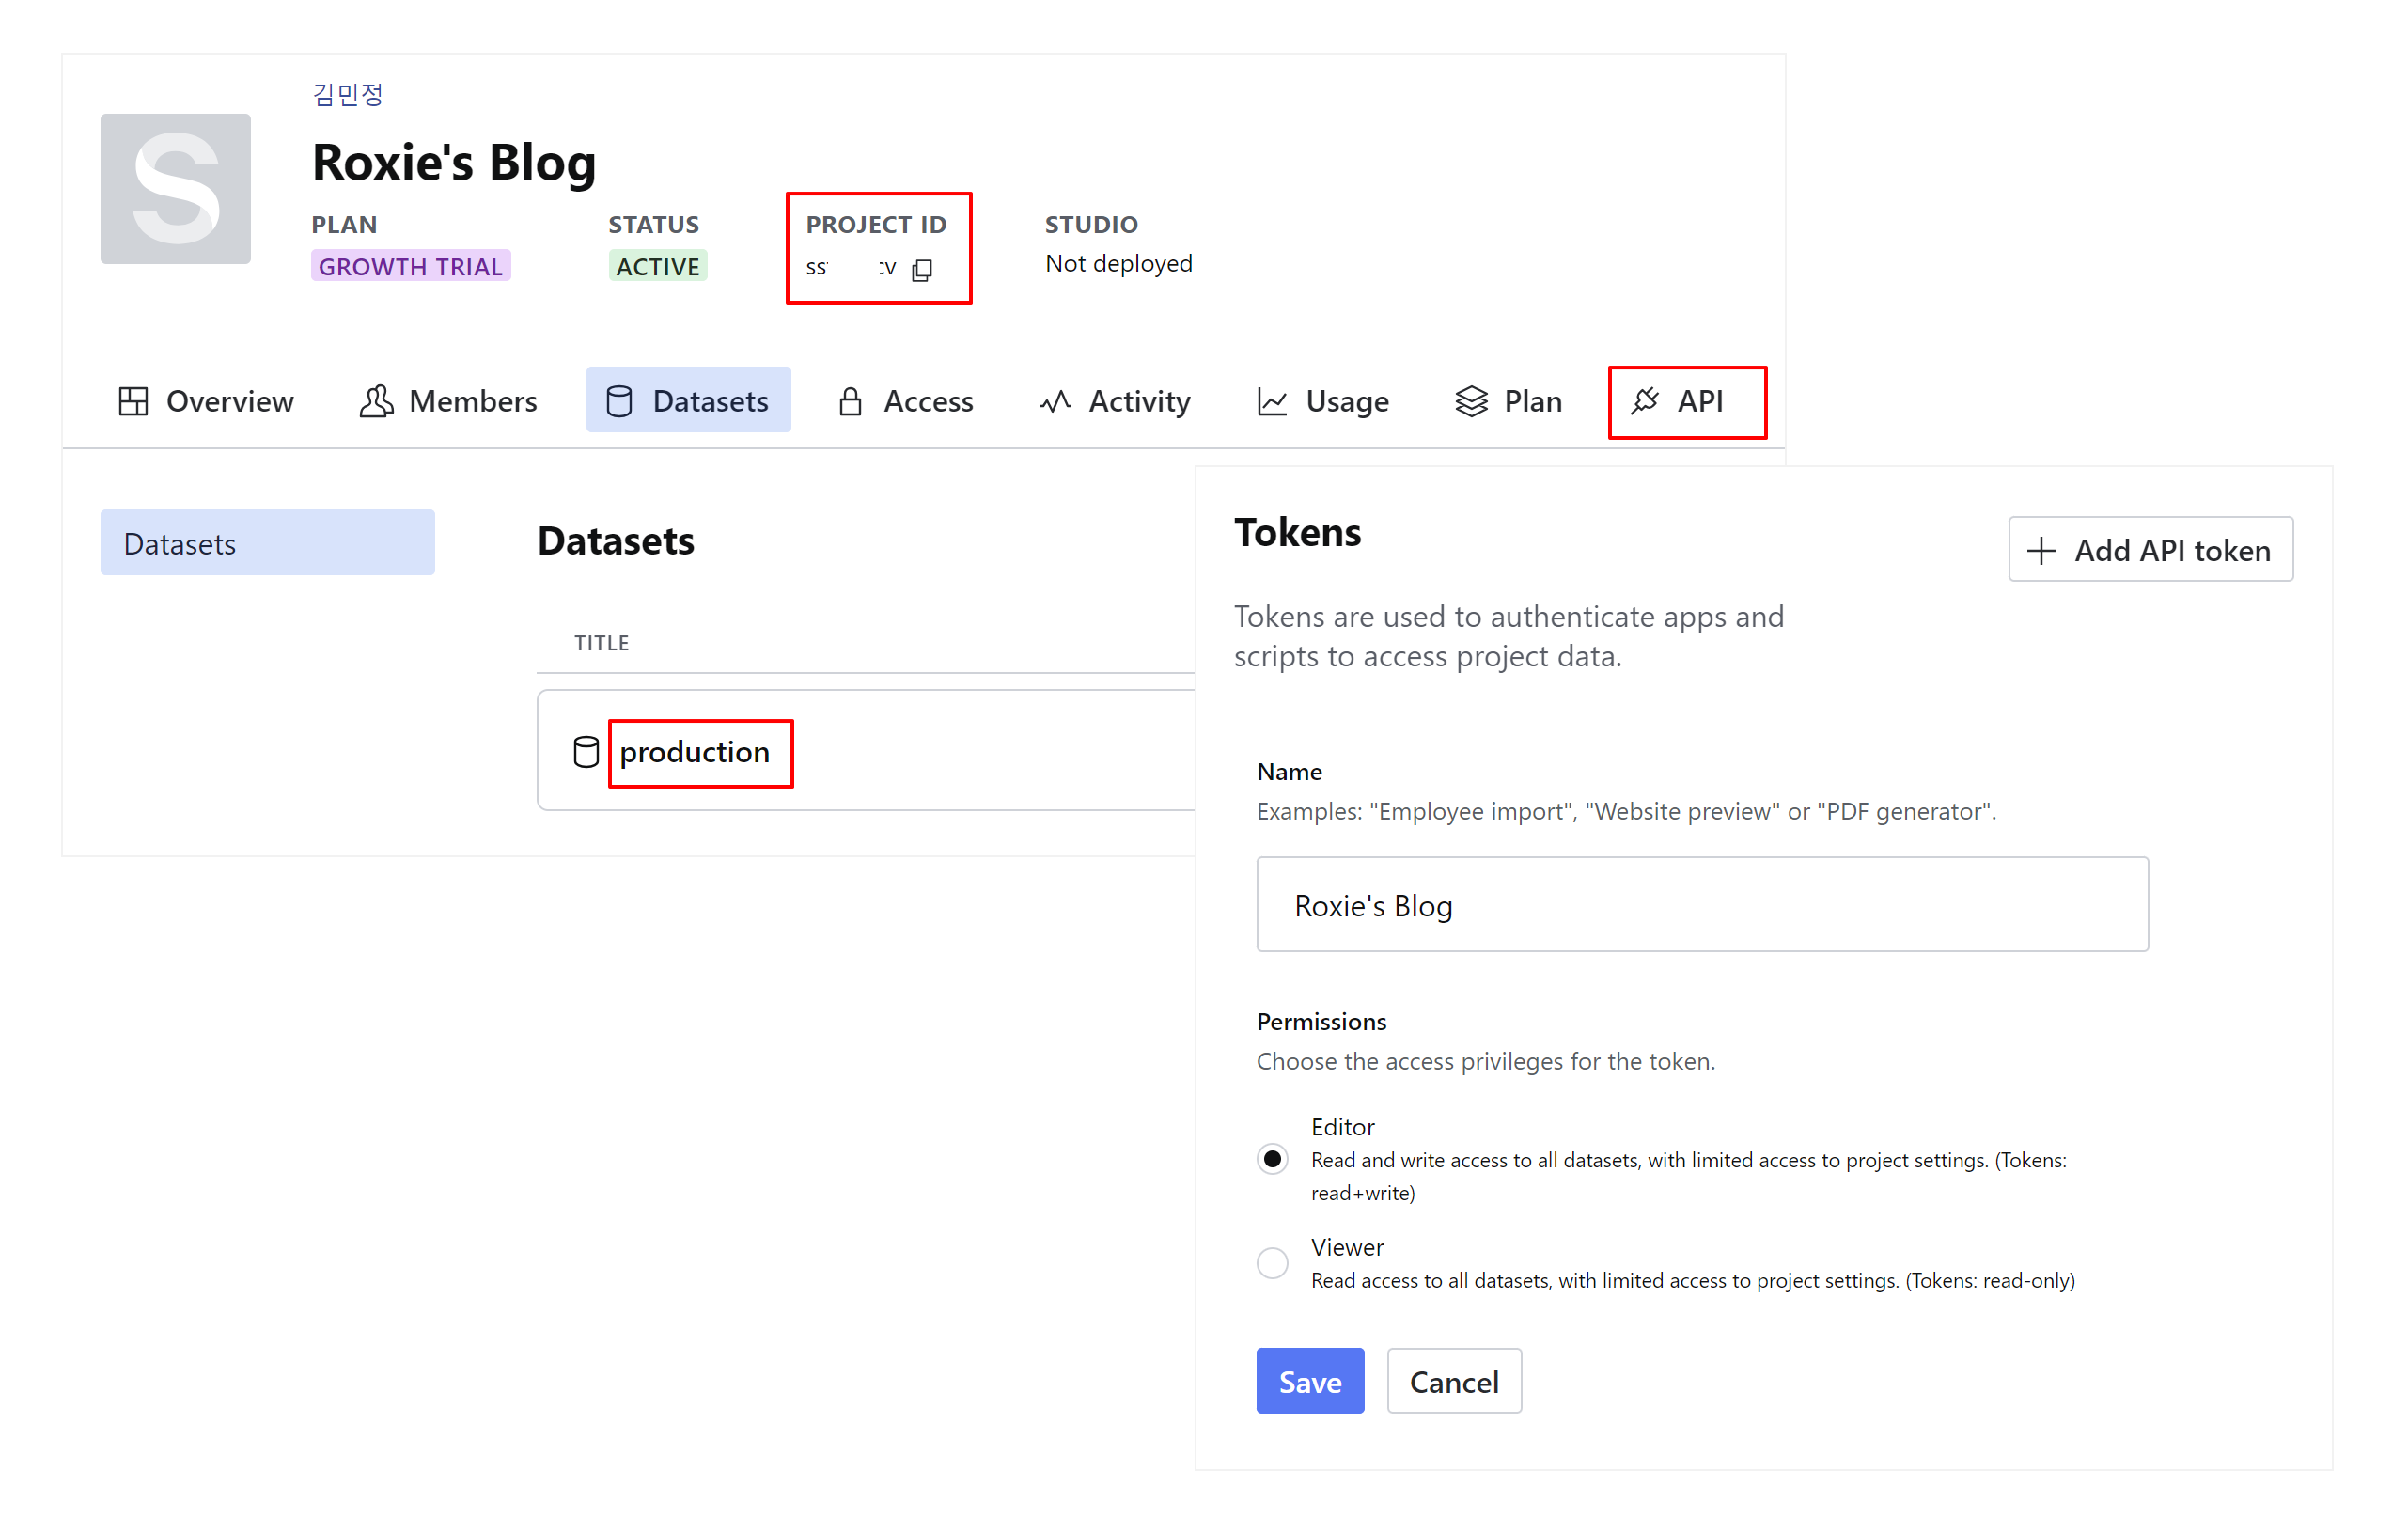 김민정
Roxie's Blog
PLAN STATUS PROJECT ID STUDIO
GROWTH TRIAL ACTIVE Not deployed
Overview Members Datasets Access Activity Usage Plan API
Datasets
Datasets
TITLE
production
Tokens
Add API token
Tokens are used to authenticate apps and
scripts to access project data.
Name
Examples: "Employee import", "Website preview" or "PDF generator".
Roxie's Blog
Permissions
Choose the access privileges for the token.
Editor
Read and write access to all datasets, with limited access to project settings. (Tokens:
read+write)
Viewer
Read access to all datasets, with limited access to project settings. (Tokens: read-only)
Save Cancel